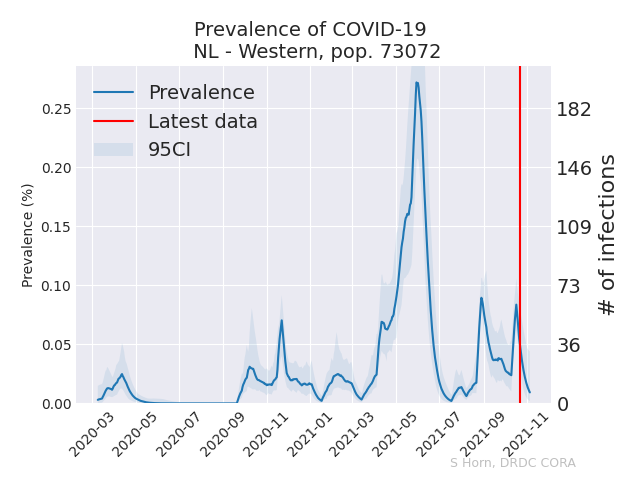 Prevalence of COVID-19
NL - Western, pop. 73072
Prevalence
Latest data
95CI
Prevalence (%)
0.25
0.20
0.15
0.10
0.05
0.00
182
146
109
73
36
0
# of infections
2020-03
2020-05
2020-07
2020-09
2020-11
2021-01
2021-03
2021-05
2021-07
2021-09
2021-11
S Horn, DRDC CORA